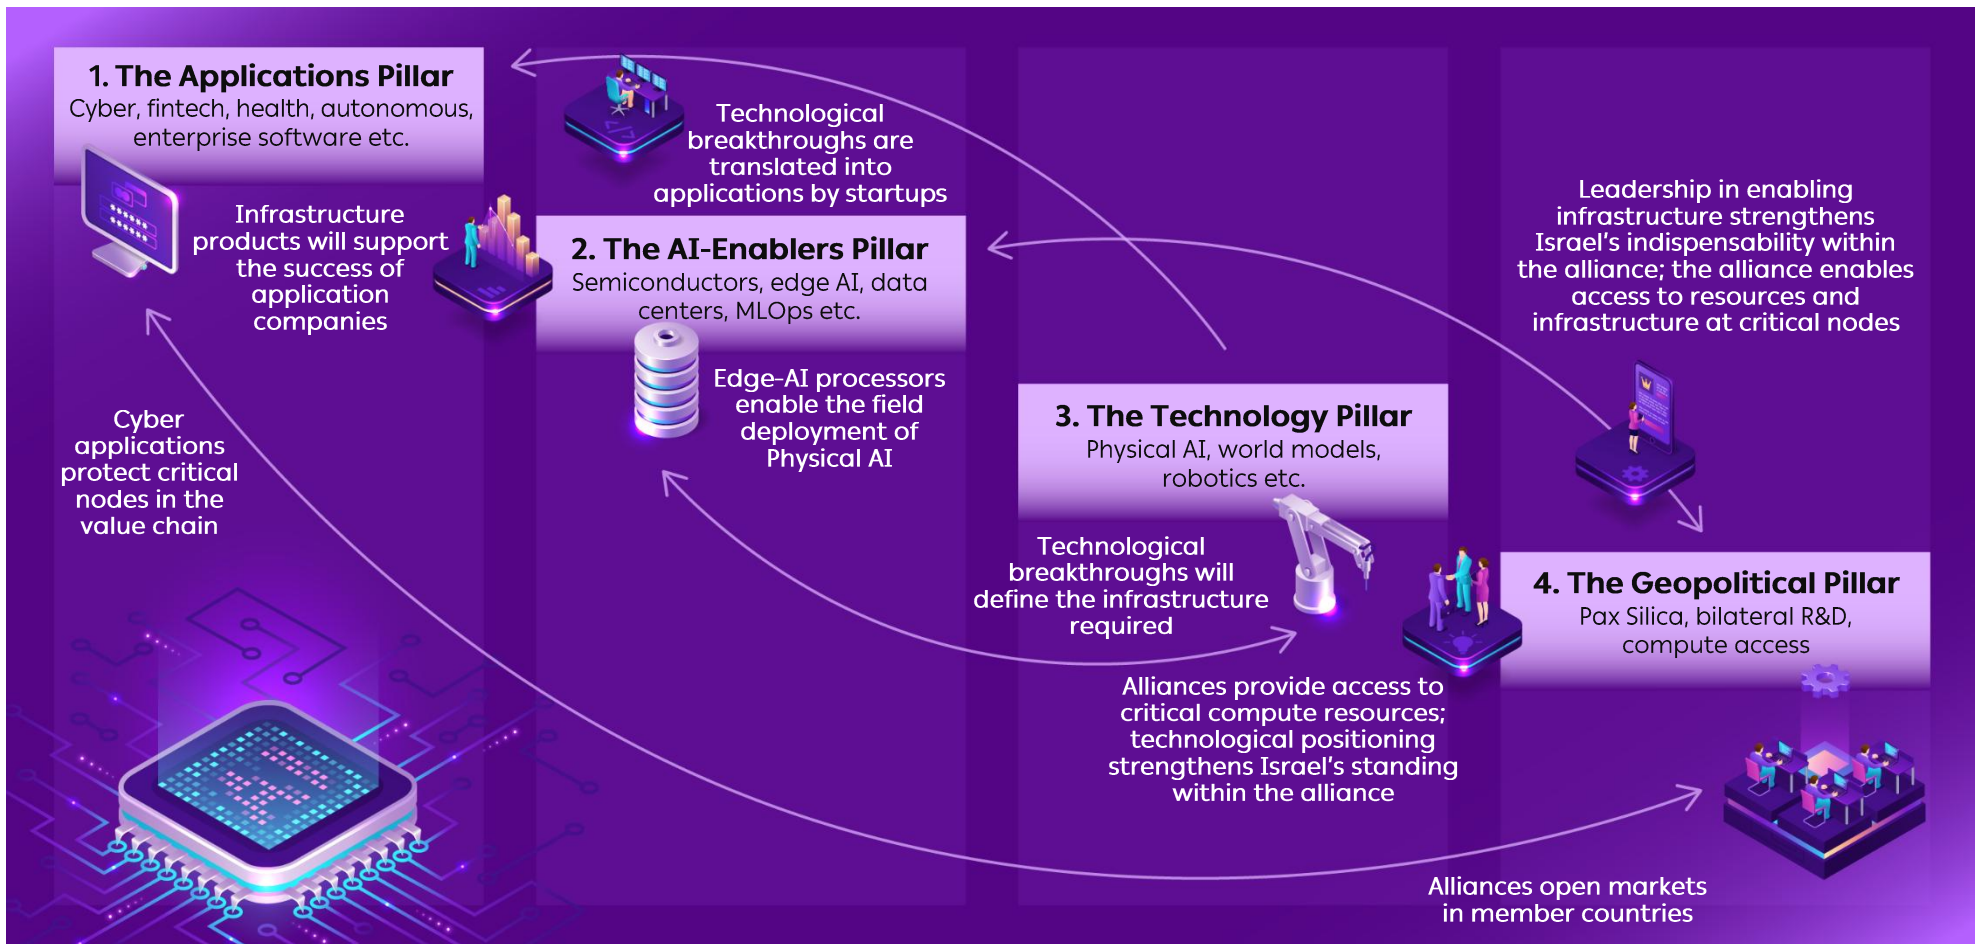 1. The Applications Pillar
Cyber, fintech, health, autonomous,
enterprise software etc.
Infrastructure
products will support
the success of
application
companies
Cyber
applications
protect critical
nodes in the
value chain
Technological
breakthroughs are
translated into
applications by startups
2. The AI-Enablers Pillar
Semiconductors, edge AI, data
centers, MLOps etc.
Edge-AI processors
enable the field
deployment of
Physical AI
3. The Technology Pillar
Physical AI, world models,
robotics etc.
Technological
breakthroughs will
define the infrastructure
required
Alliances provide access to
critical compute resources;
technological positioning
strengthens Israel's standing
within the alliance
Leadership in enabling
infrastructure strengthens
Israel's indispensability within
the alliance; the alliance enables
access to resources and
infrastructure at critical nodes
4. The Geopolitical Pillar
Pax Silica, bilateral R&D,
compute access
Alliances open markets
in member countries